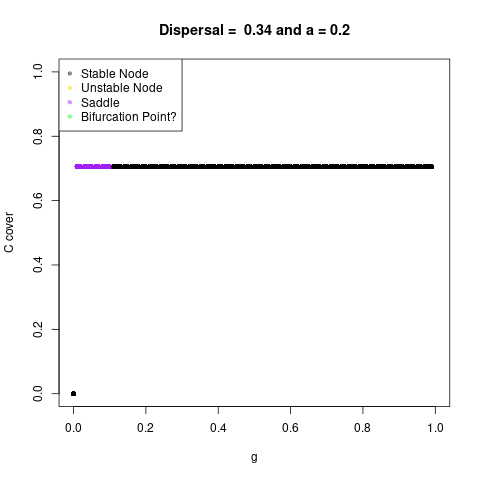 Dispersal =  0.34 and a = 0.2
Stable Node
Unstable Node
Saddle
Bifurcation Point?
C cover
1.0
0.8
0.6
0.4
0.2
0.0
0.0 0.2 0.4 0.6 0.8 1.0
g